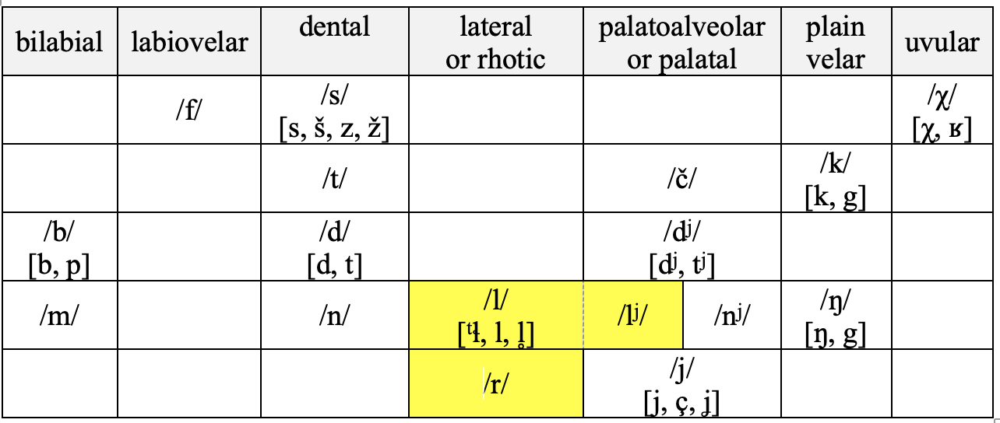 bilabial labiovelar dental lateral or rhotic palatoalveolar or palatal plain velar uvular
/f/ /s/ /χ/
[s, š, z, ž] [χ, ʁ]
/t/ /č/ /k/
[k, g]
/b/ /d/ /dʲ/
[b, p] [d, t] [dʲ, tʲ]
/m/ /n/ /l/ /lʲ/ /nʲ/ /ŋ/
[ᵗɬ, l, l̥] [ŋ, g]
/r/ /j/
[j, ç, ɟ]